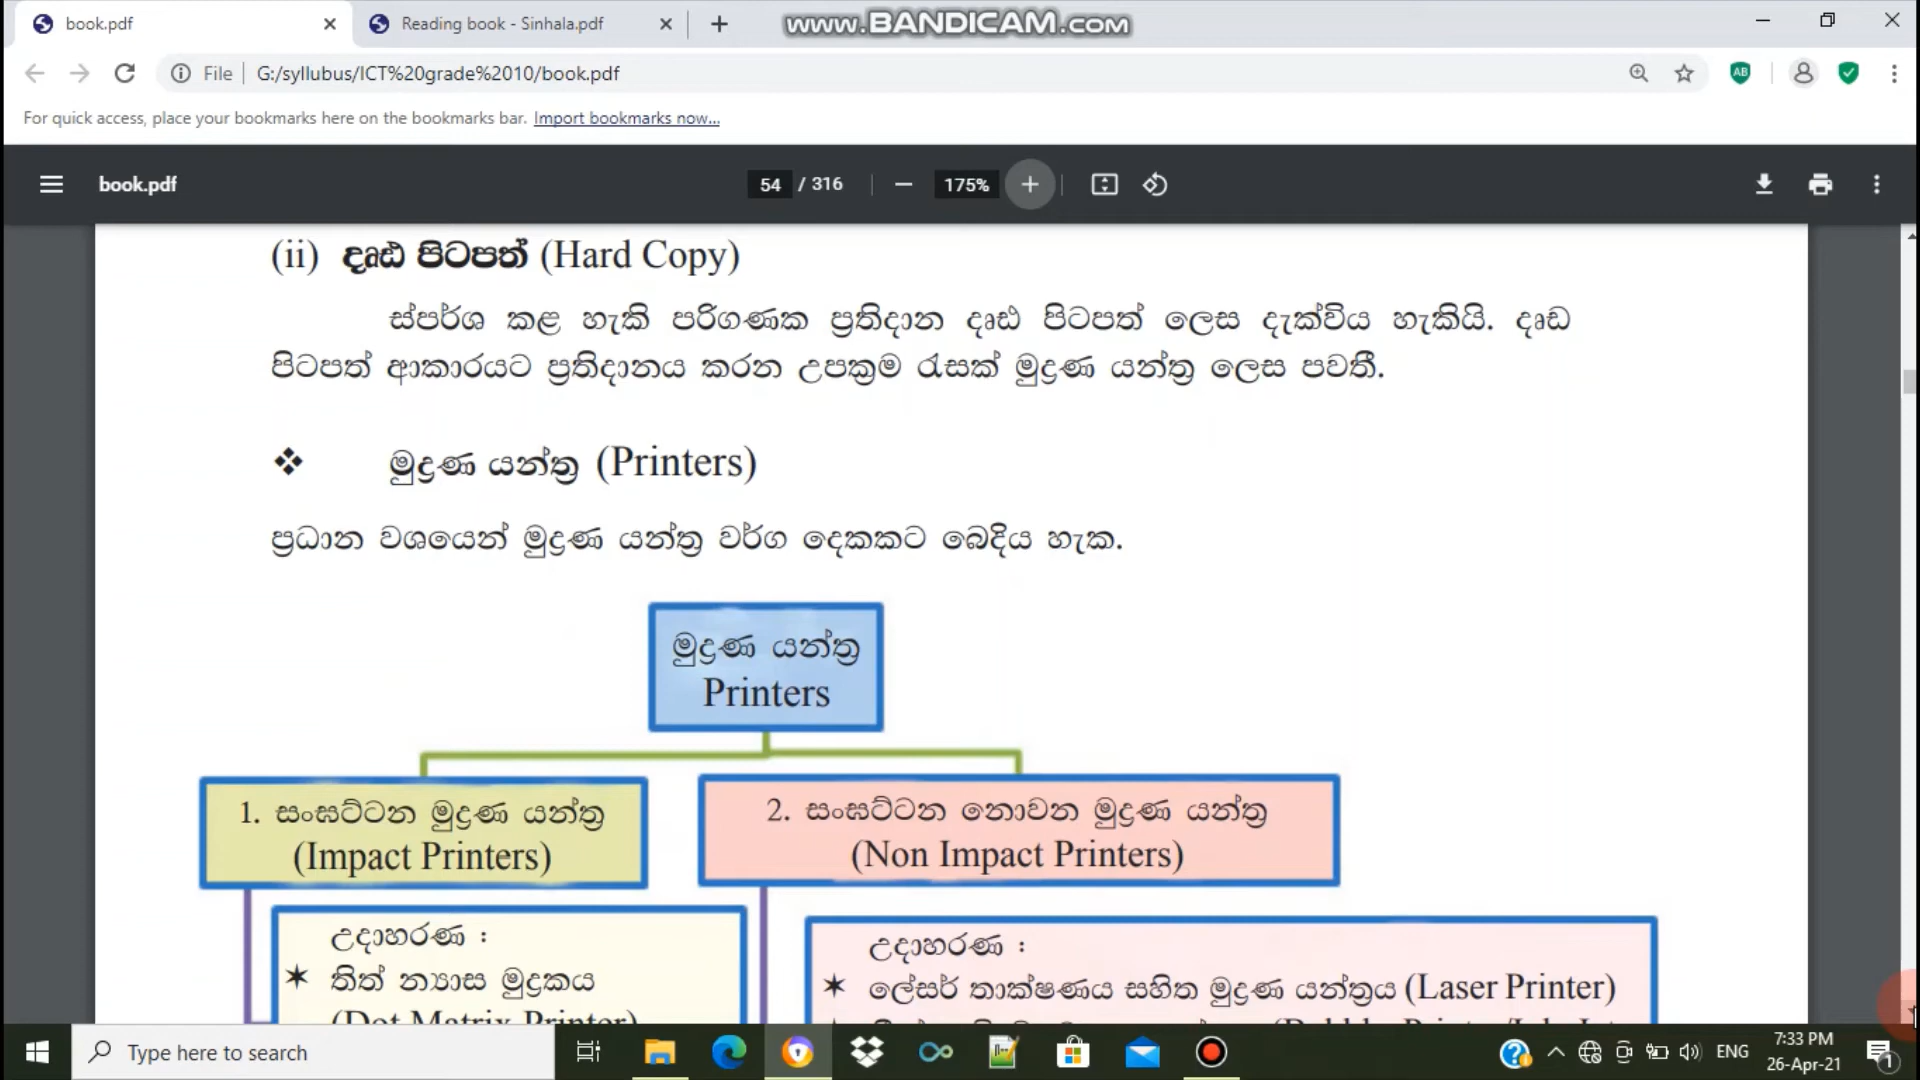 book.pdf
Reading book - Sinhala.pdf
www.BANDICAM.com
File
G:/syllubus/ICT%20grade%2010/book.pdf
For quick access, place your bookmarks here on the bookmarks bar. Import bookmarks now...
book.pdf
54 / 316
175%
(ii) දෘඪ පිටපත් (Hard Copy)
ස්පර්ශ කළ හැකි පරිගණක ප්‍රතිදාන දෘඪ පිටපත් ලෙස දැක්විය හැකියි. දෘඩ
පිටපත් ආකාරයට ප්‍රතිදානය කරන උපක්‍රම රැසක් මුද්‍රණ යන්ත්‍ර ලෙස පවතී.
❖ මුද්‍රණ යන්ත්‍ර (Printers)
ප්‍රධාන වශයෙන් මුද්‍රණ යන්ත්‍ර වර්ග දෙකකට බෙදිය හැක.
මුද්‍රණ යන්ත්‍ර
Printers
1. සංඝට්ටන මුද්‍රණ යන්ත්‍ර
(Impact Printers)
2. සංඝට්ටන නොවන මුද්‍රණ යන්ත්‍ර
(Non Impact Printers)
උදාහරණ :
✶ තිත් න්‍යාස මුද්‍රකය
(Dot Matrix Printer)
උදාහරණ :
✶ ලේසර් තාක්ෂණය සහිත මුද්‍රණ යන්ත්‍රය (Laser Printer)
Type here to search
ENG
7:33 PM
26-Apr-21
1